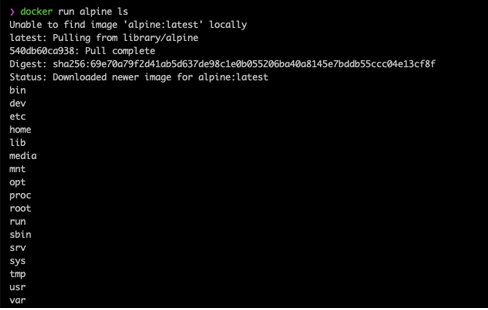 ❯ docker run alpine ls
Unable to find image 'alpine:latest' locally
latest: Pulling from library/alpine
540db60ca938: Pull complete
Digest: sha256:69e70a79f2d41ab5d637de98c1e0b055206ba40a8145e7bddb55ccc04e13cf8f
Status: Downloaded newer image for alpine:latest
bin
dev
etc
home
lib
media
mnt
opt
proc
root
run
sbin
srv
sys
tmp
usr
var